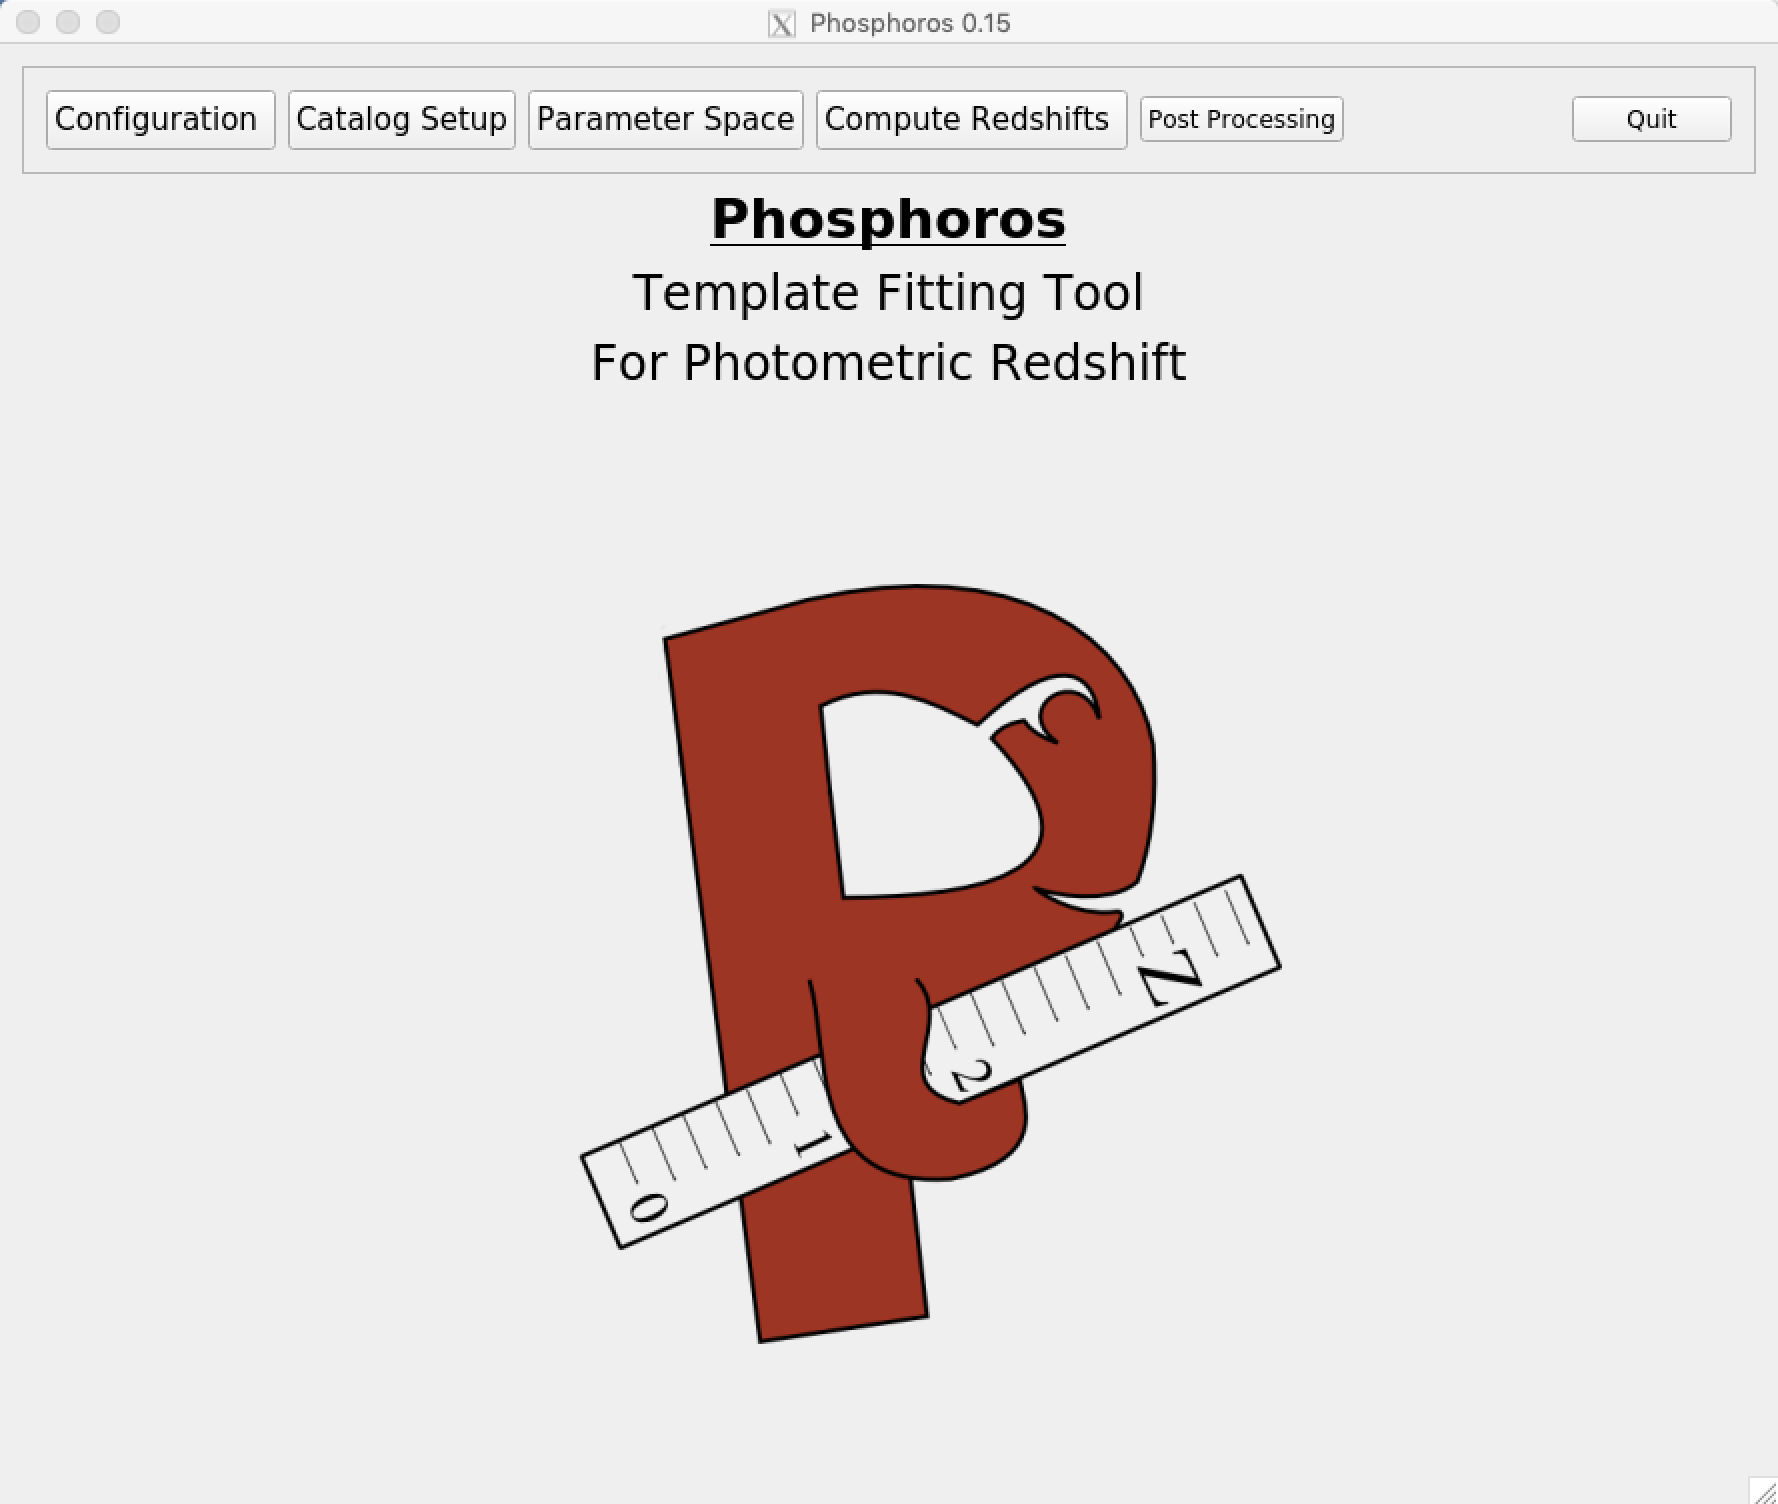 Phosphoros 0.15
Configuration Catalog Setup Parameter Space Compute Redshifts Post Processing Quit
Phosphoros
Template Fitting Tool
For Photometric Redshift
Z
2
1
0